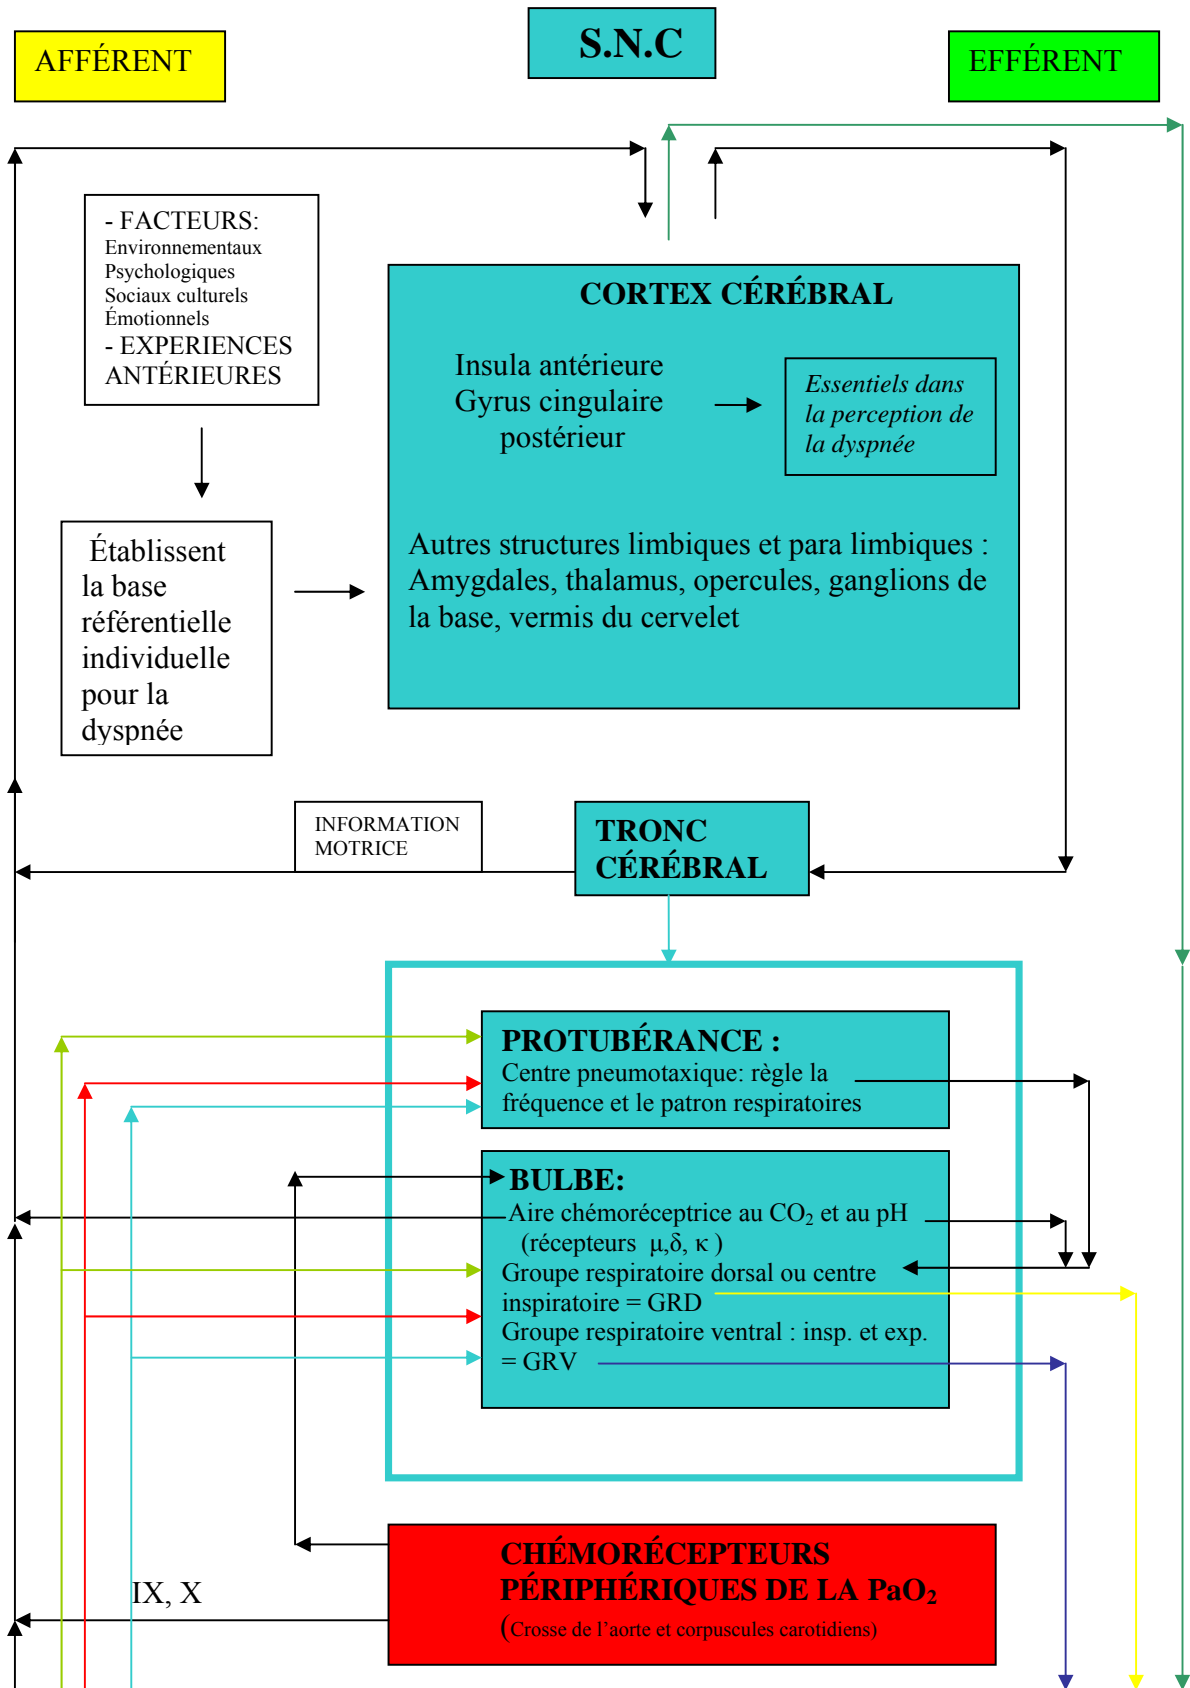 S.N.C
AFFÉRENT
EFFÉRENT
- FACTEURS:
Environnementaux
Psychologiques
Sociaux culturels
Émotionnels
- EXPERIENCES
ANTÉRIEURES
CORTEX CÉRÉBRAL
Insula antérieure
Gyrus cingulaire
postérieur
Essentiels dans
la perception de
la dyspnée
Établissent
la base
référentielle
individuelle
pour la
dyspnée
Autres structures limbiques et para limbiques :
Amygdales, thalamus, opercules, ganglions de
la base, vermis du cervelet
INFORMATION
MOTRICE
TRONC
CÉRÉBRAL
PROTUBÉRANCE :
Centre pneumotaxique: règle la
fréquence et le patron respiratoires
BULBE:
Aire chémoréceptrice au CO₂ et au pH
(récepteurs μ,δ, κ )
Groupe respiratoire dorsal ou centre
inspiratoire = GRD
Groupe respiratoire ventral : insp. et exp.
= GRV
CHÉMORÉCEPTEURS
PÉRIPHÉRIQUES DE LA PaO₂
(Crosse de l'aorte et corpuscules carotidiens)
IX, X